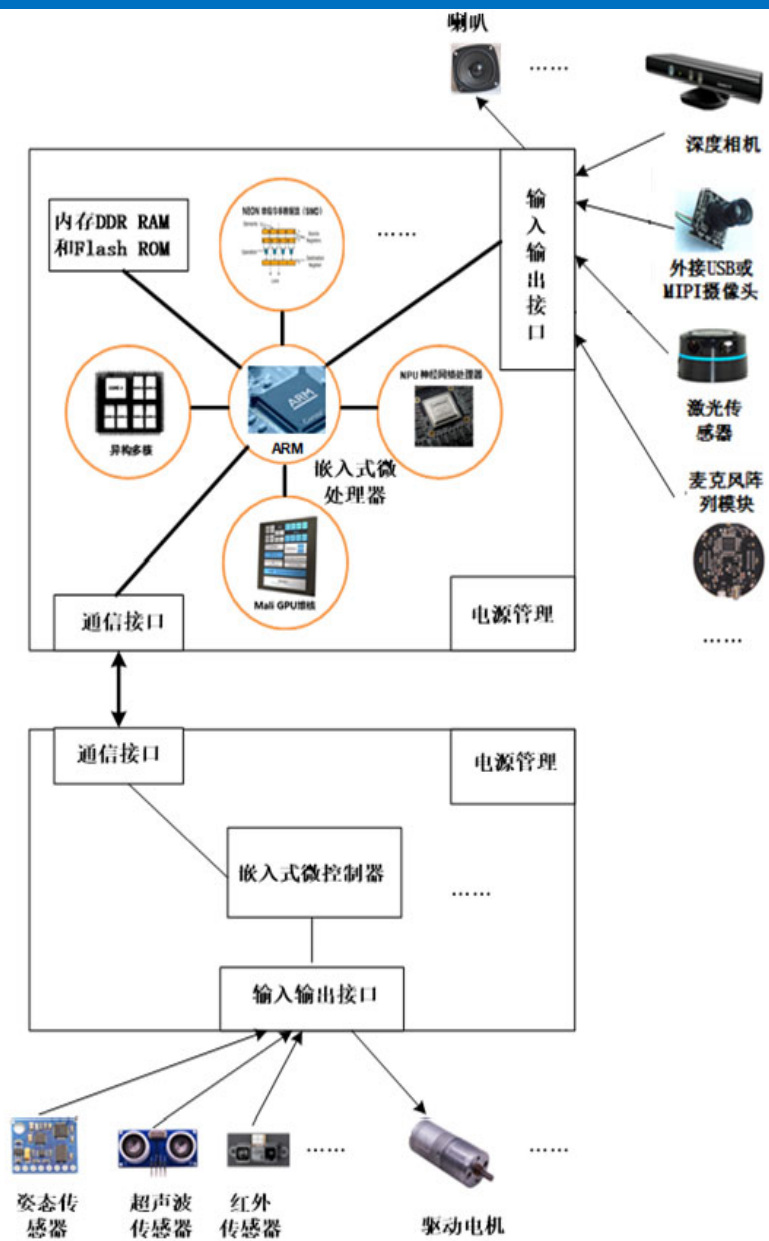 喇叭
……
深度相机
内存DDR RAM
和Flash ROM
……
输入输出接口
外接USB或
MIPI摄像头
NPU 神经网络处理器
ARM
ARM
异构多核
嵌入式微
处理器
激光传
感器
麦克风阵
列模块
Mali GPU堆核
通信接口
电源管理
……
通信接口
电源管理
嵌入式微控制器
……
输入输出接口
……
……
姿态传
感器
超声波
传感器
红外
传感器
驱动电机